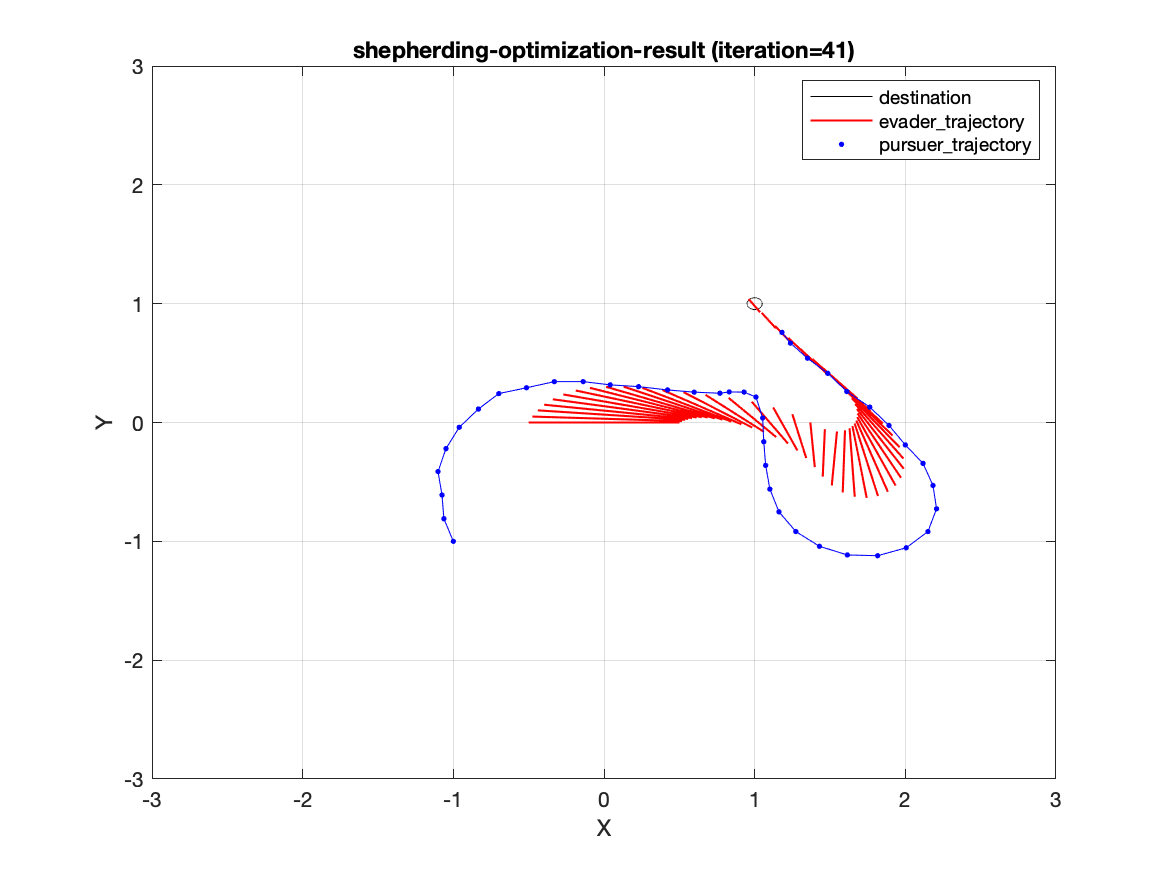 shepherding-optimization-result (iteration=41)
destination
evader_trajectory
pursuer_trajectory
3
2
1
0
-1
-2
-3
Y
-3 -2 -1 0 1 2 3
X